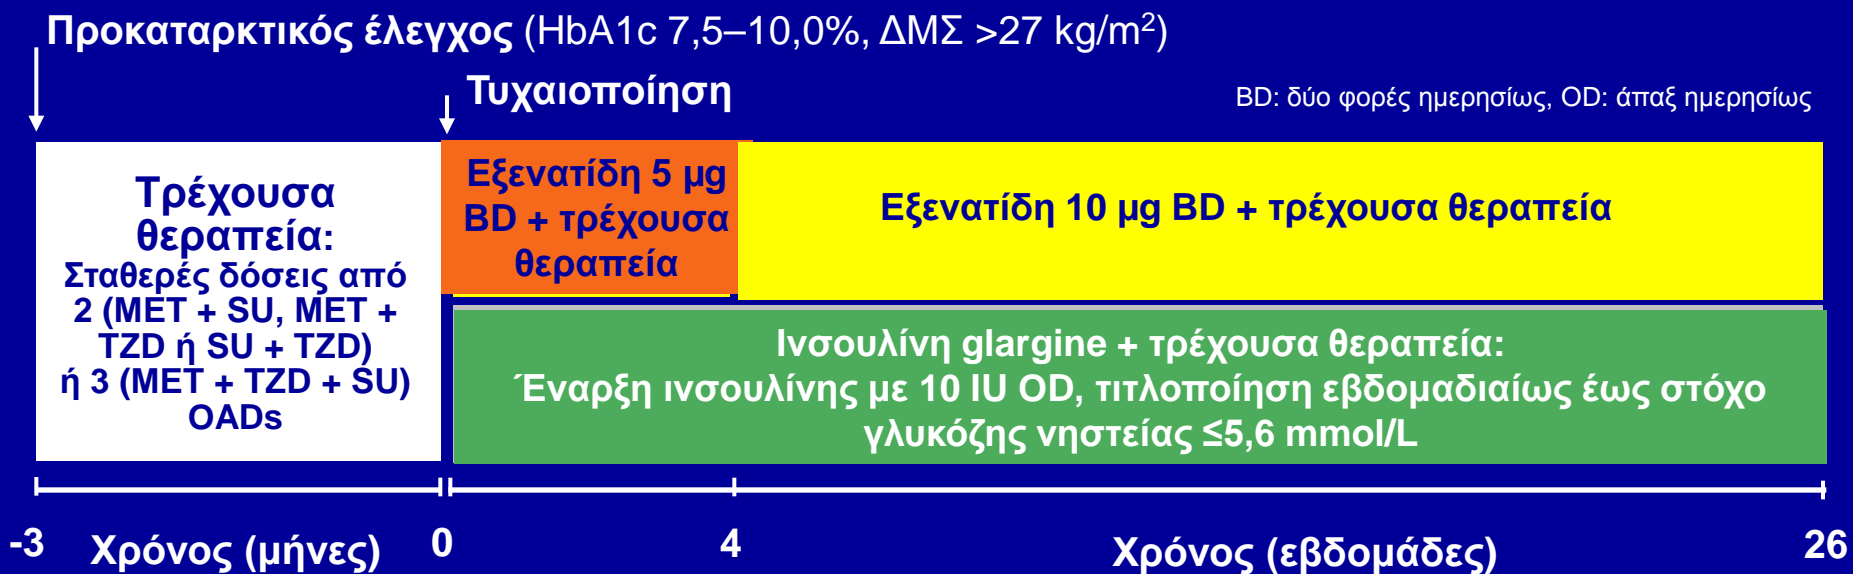 Προκαταρκτικός έλεγχος (HbA1c 7,5–10,0%, ΔΜΣ >27 kg/m²)
Τυχαιοποίηση
BD: δύο φορές ημερησίως, OD: άπαξ ημερησίως
Τρέχουσα
θεραπεία:
Σταθερές δόσεις από
2 (MET + SU, MET +
TZD ή SU + TZD)
ή 3 (MET + TZD + SU)
OADs
Εξενατίδη 5 μg
BD + τρέχουσα
θεραπεία
Εξενατίδη 10 μg BD + τρέχουσα θεραπεία
Ινσουλίνη glargine + τρέχουσα θεραπεία:
Έναρξη ινσουλίνης με 10 IU OD, τιτλοποίηση εβδομαδιαίως έως στόχο
γλυκόζης νηστείας ≤5,6 mmol/L
-3 Χρόνος (μήνες) 0 4 Χρόνος (εβδομάδες) 26